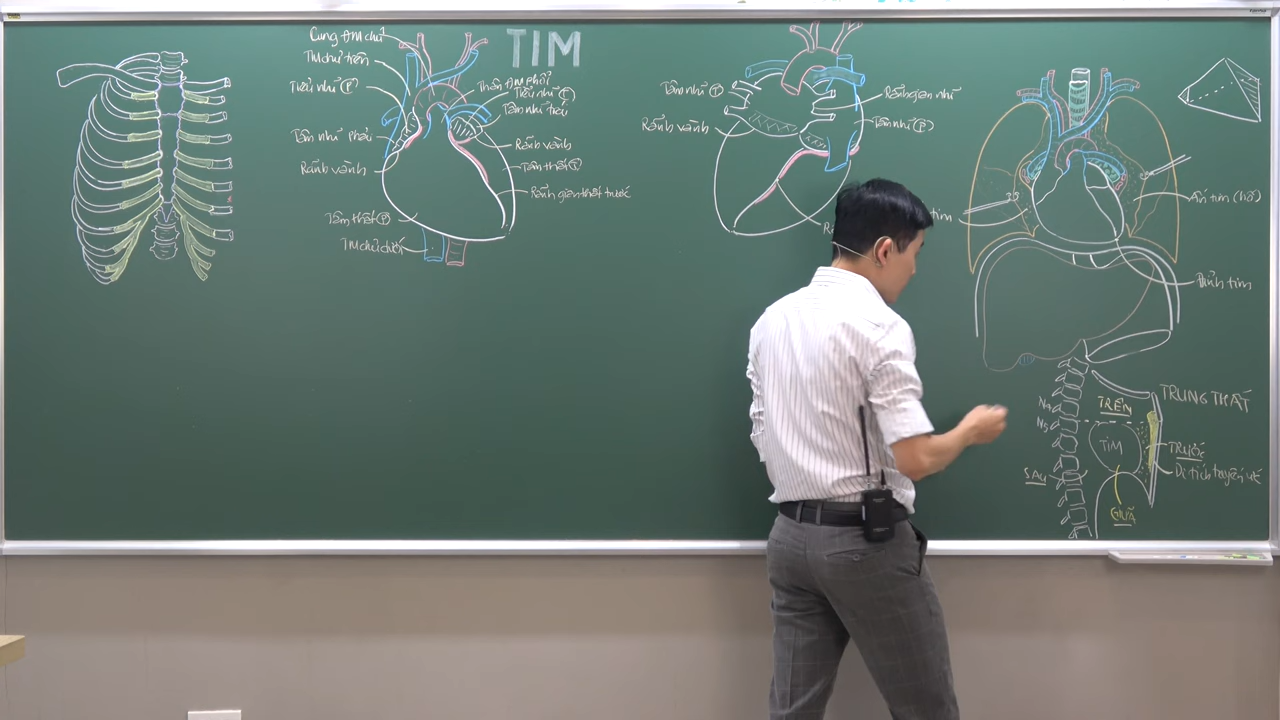 TIM
Cung ĐM chủ
TM chủ trên
Tiểu nhĩ (P)
Tâm nhĩ phải
Rãnh vành
Tâm thất (P)
TM chủ dưới
Thân ĐM phổi
Tiểu nhĩ (T)
Tâm nhĩ trái
Rãnh vành
Tâm thất (T)
Rãnh gian thất trước
Tâm nhĩ (T)
Rãnh vành
Rãnh gian nhĩ
Tâm nhĩ (P)
tim
Ấn tim (hố)
Đỉnh tim
TRUNG THẤT
TRÊN
N4
N5
TIM
TRƯỚC
Di tích tuyến ức
SAU
GIỮA